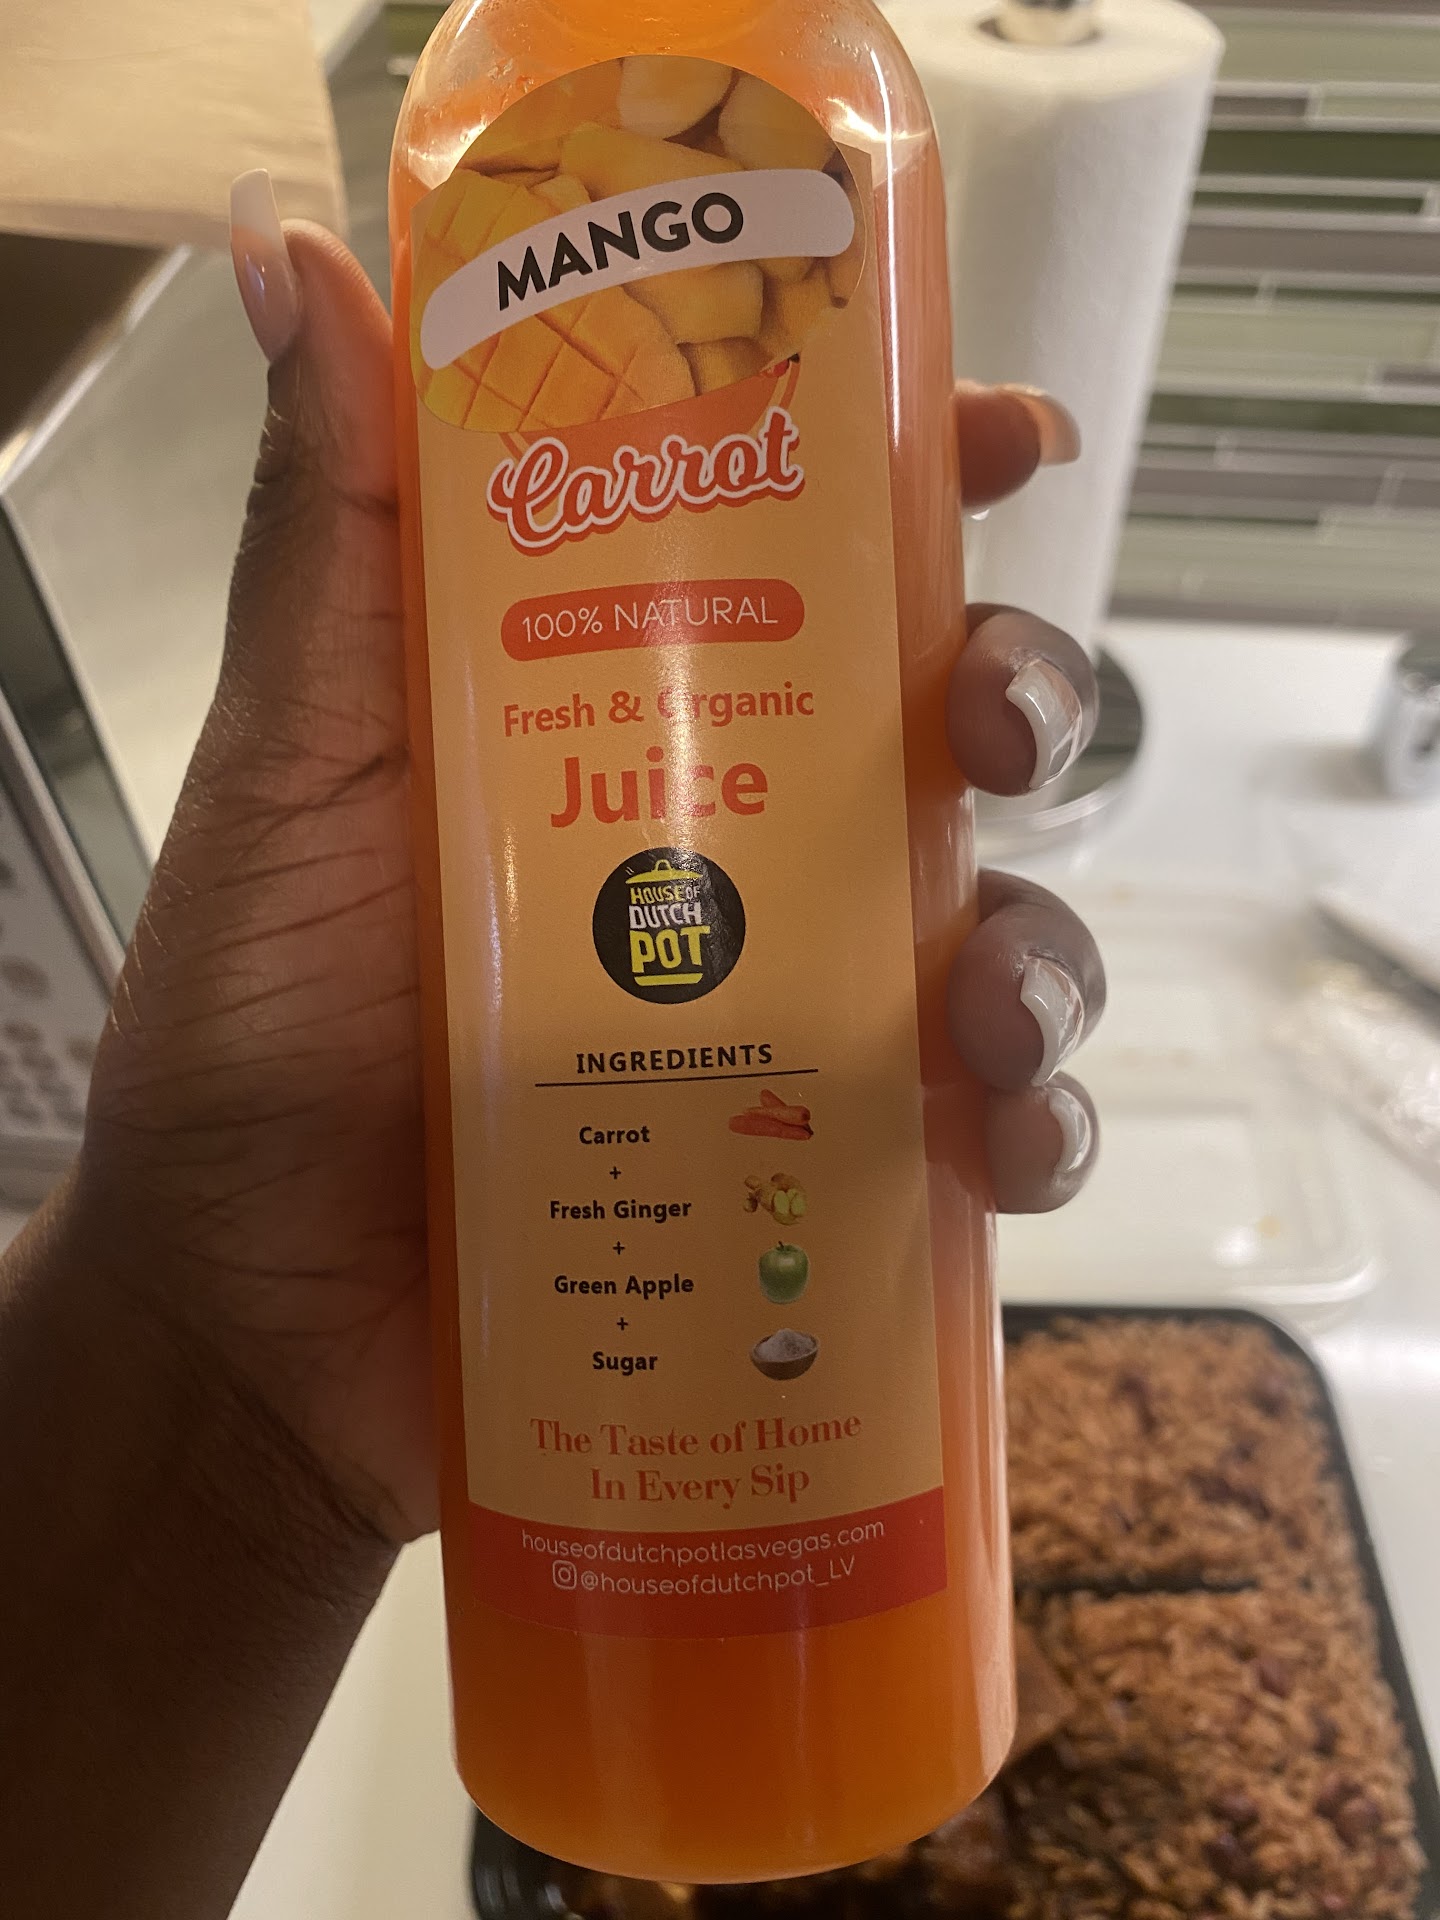 MANGO
Carrot
100% NATURAL
Fresh & Organic
Juice
HOUSE OF
DUTCH
POT
INGREDIENTS
Carrot
+
Fresh Ginger
+
Green Apple
+
Sugar
The Taste of Home
In Every Sip
houseofdutchpotlasvegas.com
@houseofdutchpot_LV